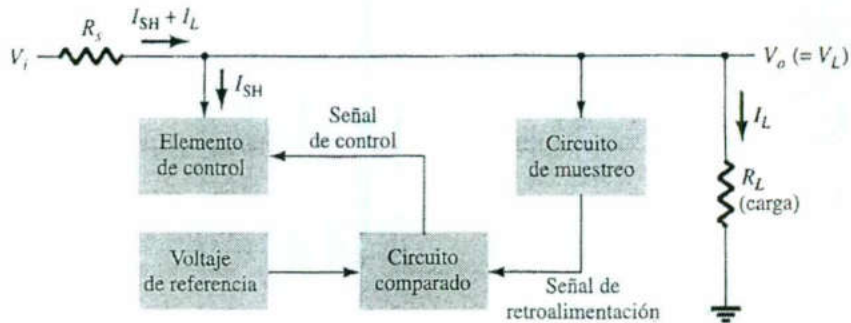 I_SH + I_L
R_s
V_i
V_o (= V_L)
I_SH
Señal
de control
I_L
Elemento
de control
Circuito
de muestreo
R_L
(carga)
Voltaje
de referencia
Circuito
comparado
Señal de
retroalimentación